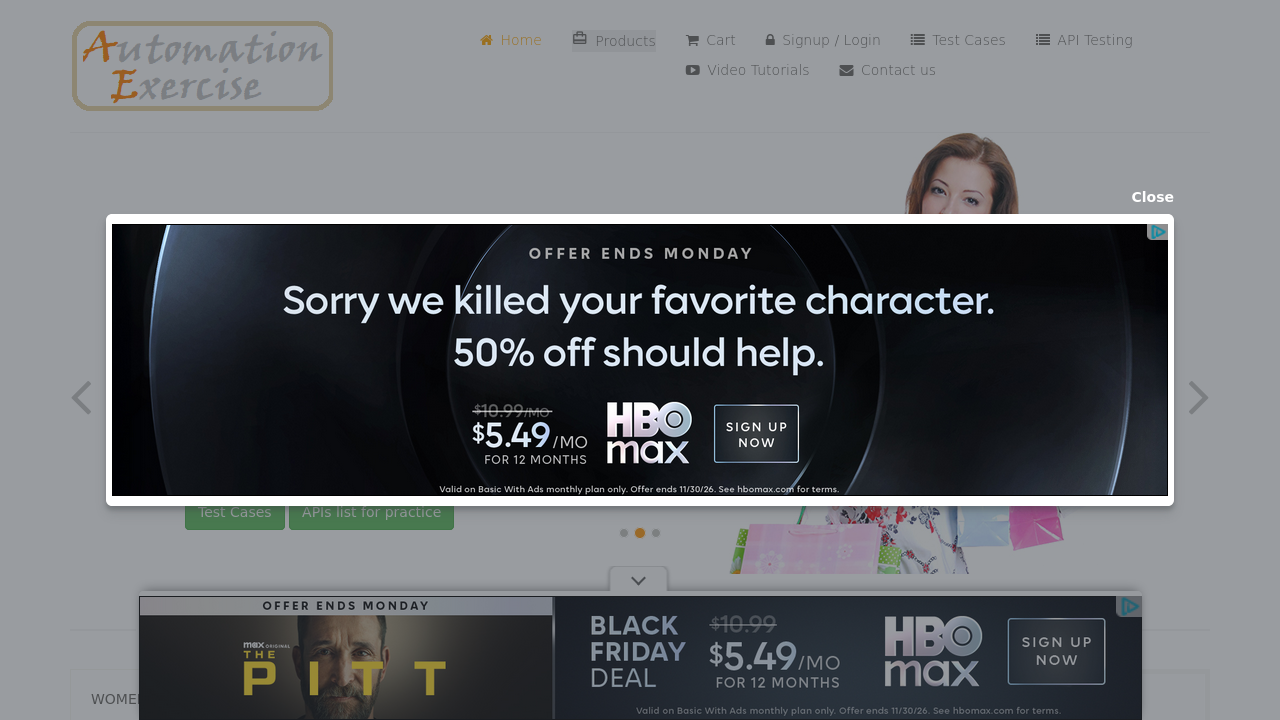 Automation
Exercise
Home
Products
Cart
Signup / Login
Test Cases
API Testing
Video Tutorials
Contact us
Close
OFFER ENDS MONDAY
Sorry we killed your favorite character.
50% off should help.
$10.99/MO
$5.49/MO
FOR 12 MONTHS
HBO
max
SIGN UP
NOW
Valid on Basic With Ads monthly plan only. Offer ends 11/30/26. See hbomax.com for terms.
Test Cases
APIs list for practice
OFFER ENDS MONDAY
max ORIGINAL
THE
PITT
BLACK
FRIDAY
DEAL
$10.99
$5.49/MO
FOR 12 MONTHS
HBO
max
SIGN UP
NOW
Valid on Basic With Ads monthly plan only. Offer ends 11/30/26. See hbomax.com for terms.